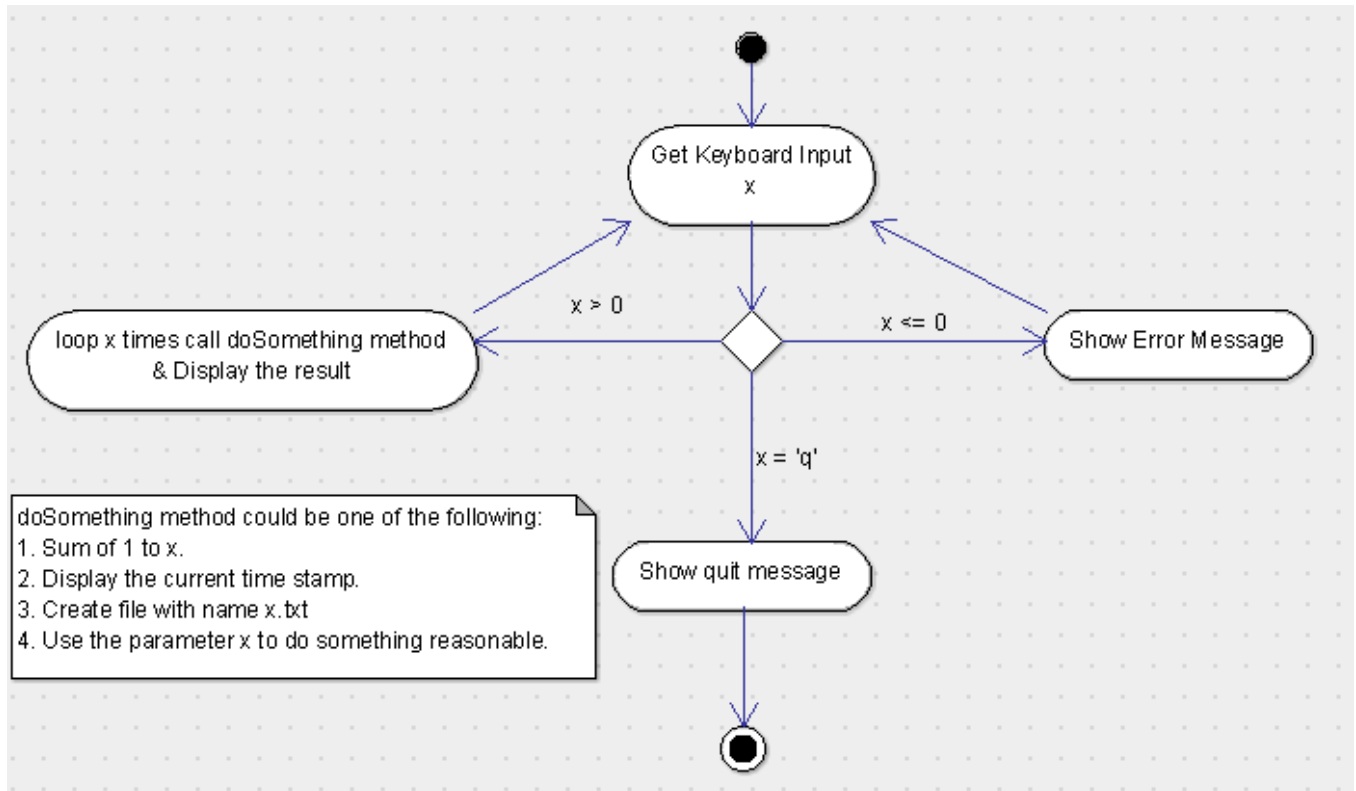 Get Keyboard Input
x
x > 0
x <= 0
loop x times call doSomething method
& Display the result
Show Error Message
x = 'q'
doSomething method could be one of the following:
1. Sum of 1 to x.
2. Display the current time stamp.
3. Create file with name x.txt
4. Use the parameter x to do something reasonable.
Show quit message